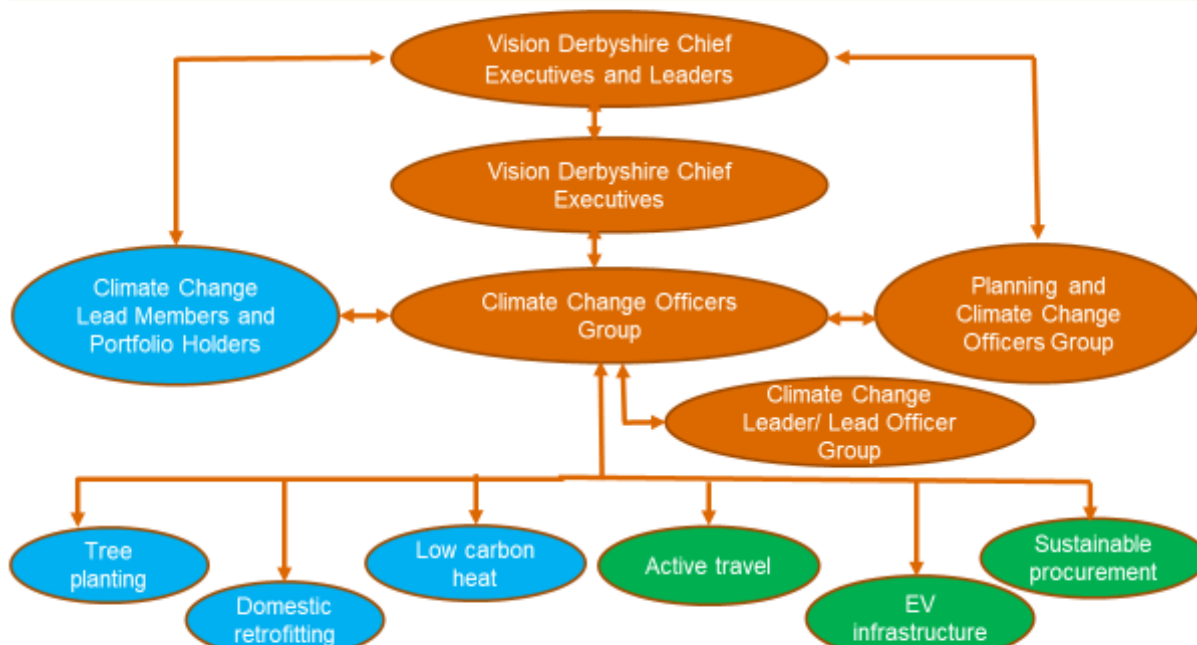 Vision Derbyshire Chief
Executives and Leaders
Vision Derbyshire Chief
Executives
Climate Change
Lead Members and
Portfolio Holders
Climate Change Officers
Group
Planning and
Climate Change
Officers Group
Climate Change
Leader/ Lead Officer
Group
Tree
planting
Domestic
retrofitting
Low carbon
heat
Active travel
EV
infrastructure
Sustainable
procurement